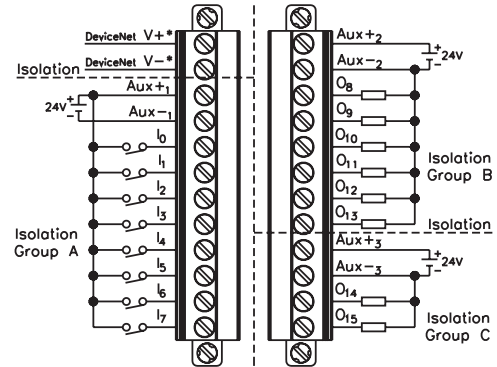 DeviceNet V+*
DeviceNet V-*
Isolation
Aux+1
24V + -
Aux-1
I0
I1
I2
I3
Isolation
Group A
I4
I5
I6
I7
Aux+2
+ - 24V
Aux-2
O8
O9
O10
O11
Isolation
Group B
O12
O13
Isolation
Aux+3
+ - 24V
Aux-3
O14
O15
Isolation
Group C